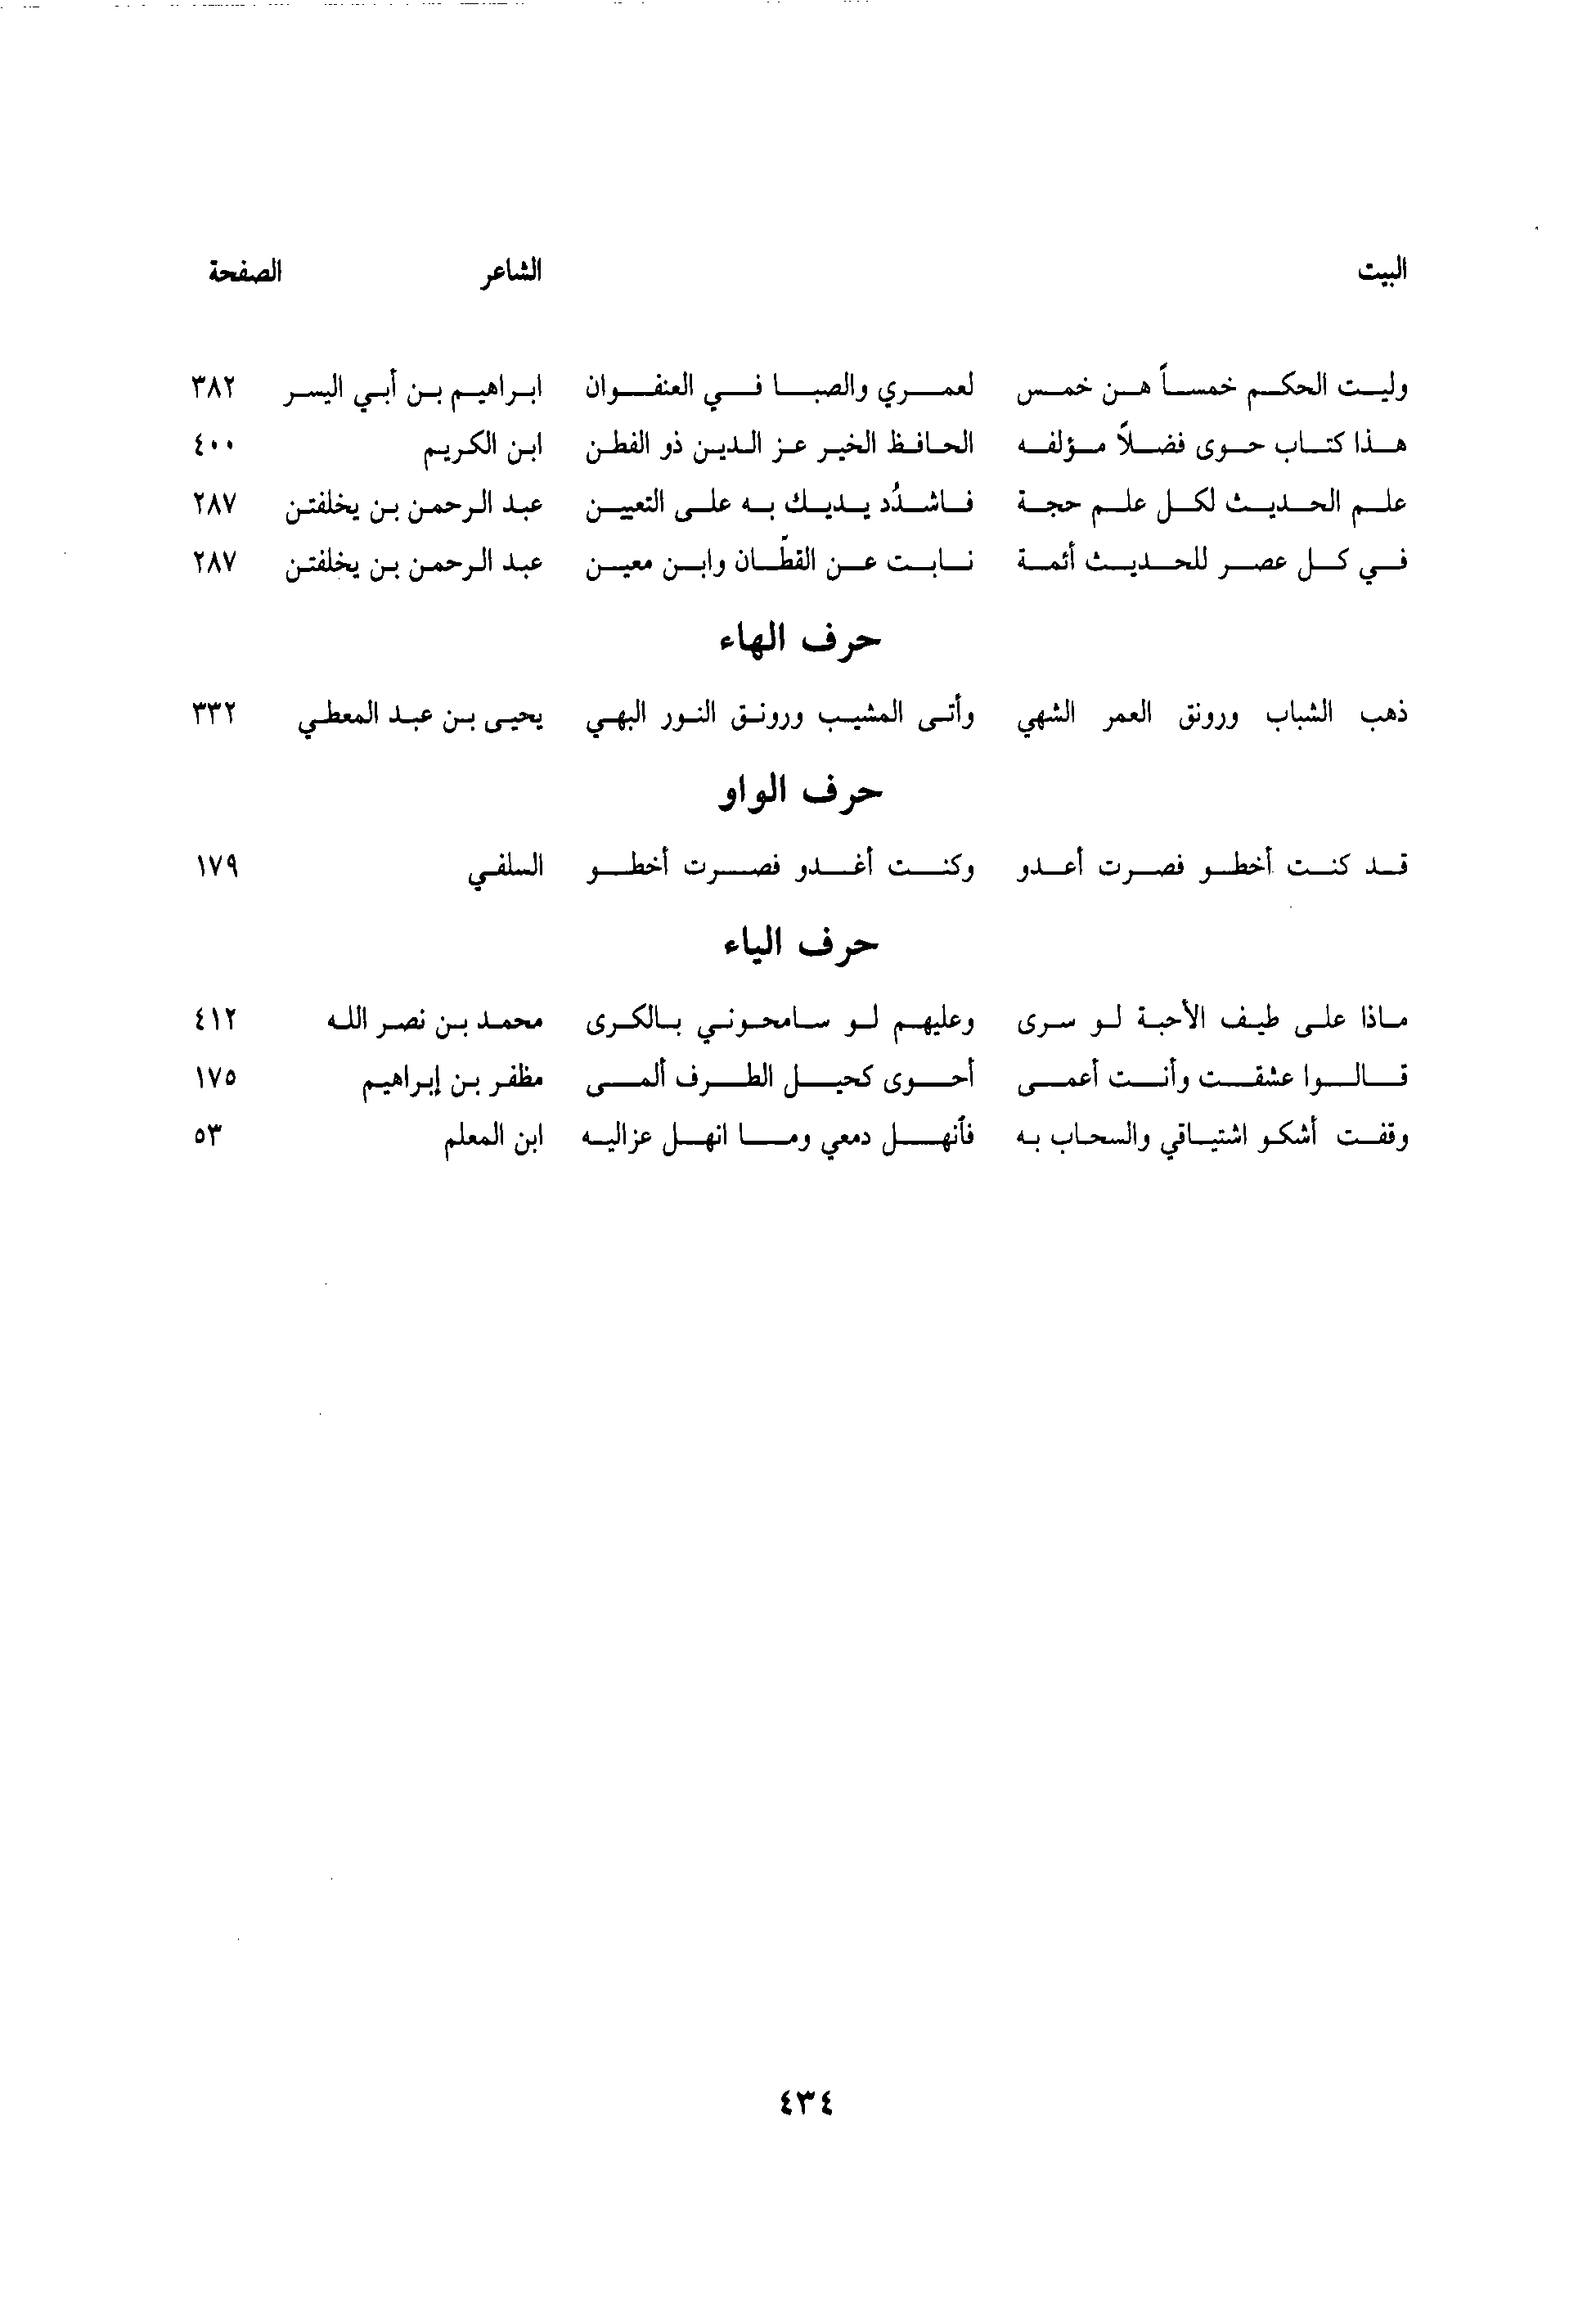 البيت الشاعر الصفحة
وليت الحكم خمساً هن خمس لعمري والصبا في العنفوان ابراهيم بن أبي اليسر ٣٨٢
هذا كتاب حوى فضلاً مؤلفه الحافظ الخير عز الدين ذو الفطن ابن الكريم ٤٠٠
علم الحديث لكل علم حجة فاشدُد يديك به على التعيين عبد الرحمن بن يخلفتن ٢٨٧
في كل عصر للحديث أئمة نابت عن القطّان وابن معين عبد الرحمن بن يخلفتن ٢٨٧
حرف الهاء
ذهب الشباب ورونق العمر الشهي وأتى المشيب ورونق النور البهي يحيى بن عبد المعطي ٣٣٢
حرف الواو
قد كنت أخطو فصرت أعدو وكنت أغدو فصرت أخطو السلفي ١٧٩
حرف الياء
ماذا على طيف الأحبة لو سرى وعليهم لو سامحوني بالكرى محمد بن نصر الله ٤١٢
قالوا عشقت وأنت أعمى أحوى كحيل الطرف ألمى مظفر بن إبراهيم ١٧٥
وقفت أشكو اشتياقي والسحاب به فأنهل دمعي وما انهل عزاليه ابن المعلم ٥٣
٤٣٤